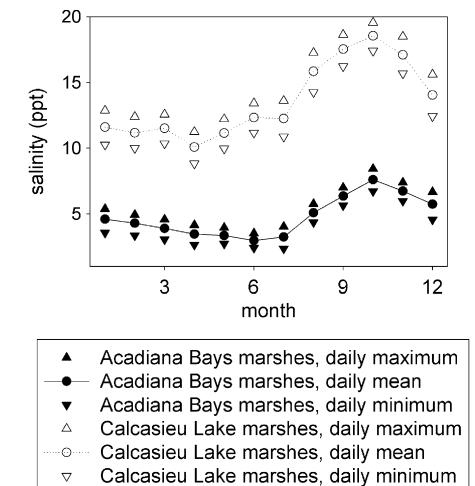 20
15
10
5
salinity (ppt)
3 6 9 12
month
Acadiana Bays marshes, daily maximum
Acadiana Bays marshes, daily mean
Acadiana Bays marshes, daily minimum
Calcasieu Lake marshes, daily maximum
Calcasieu Lake marshes, daily mean
Calcasieu Lake marshes, daily minimum